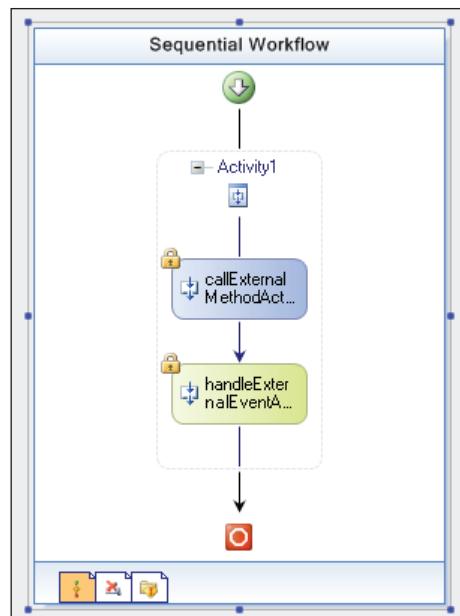 Sequential Workflow
Activity1
callExternal
MethodAct...
handleExter
nalEventA...